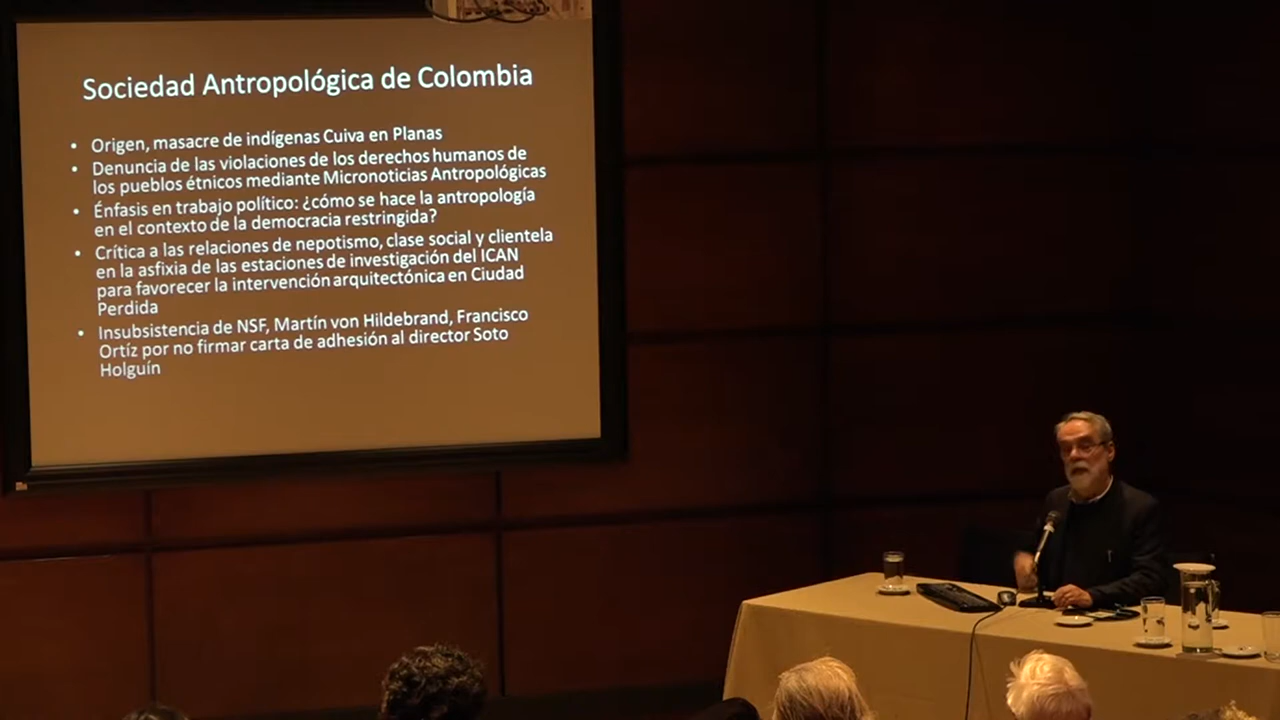 Sociedad Antropológica de Colombia
• Origen, masacre de indígenas Cuiva en Planas
• Denuncia de las violaciones de los derechos humanos de
los pueblos étnicos mediante Micronoticias Antropológicas
• Énfasis en trabajo político: ¿cómo se hace la antropología
en el contexto de la democracia restringida?
• Crítica a las relaciones de nepotismo, clase social y clientela
en la asfixia de las estaciones de investigación del ICAN
para favorecer la intervención arquitectónica en Ciudad
Perdida
• Insubsistencia de NSF, Martín von Hildebrand, Francisco
Ortíz por no firmar carta de adhesión al director Soto
Holguín